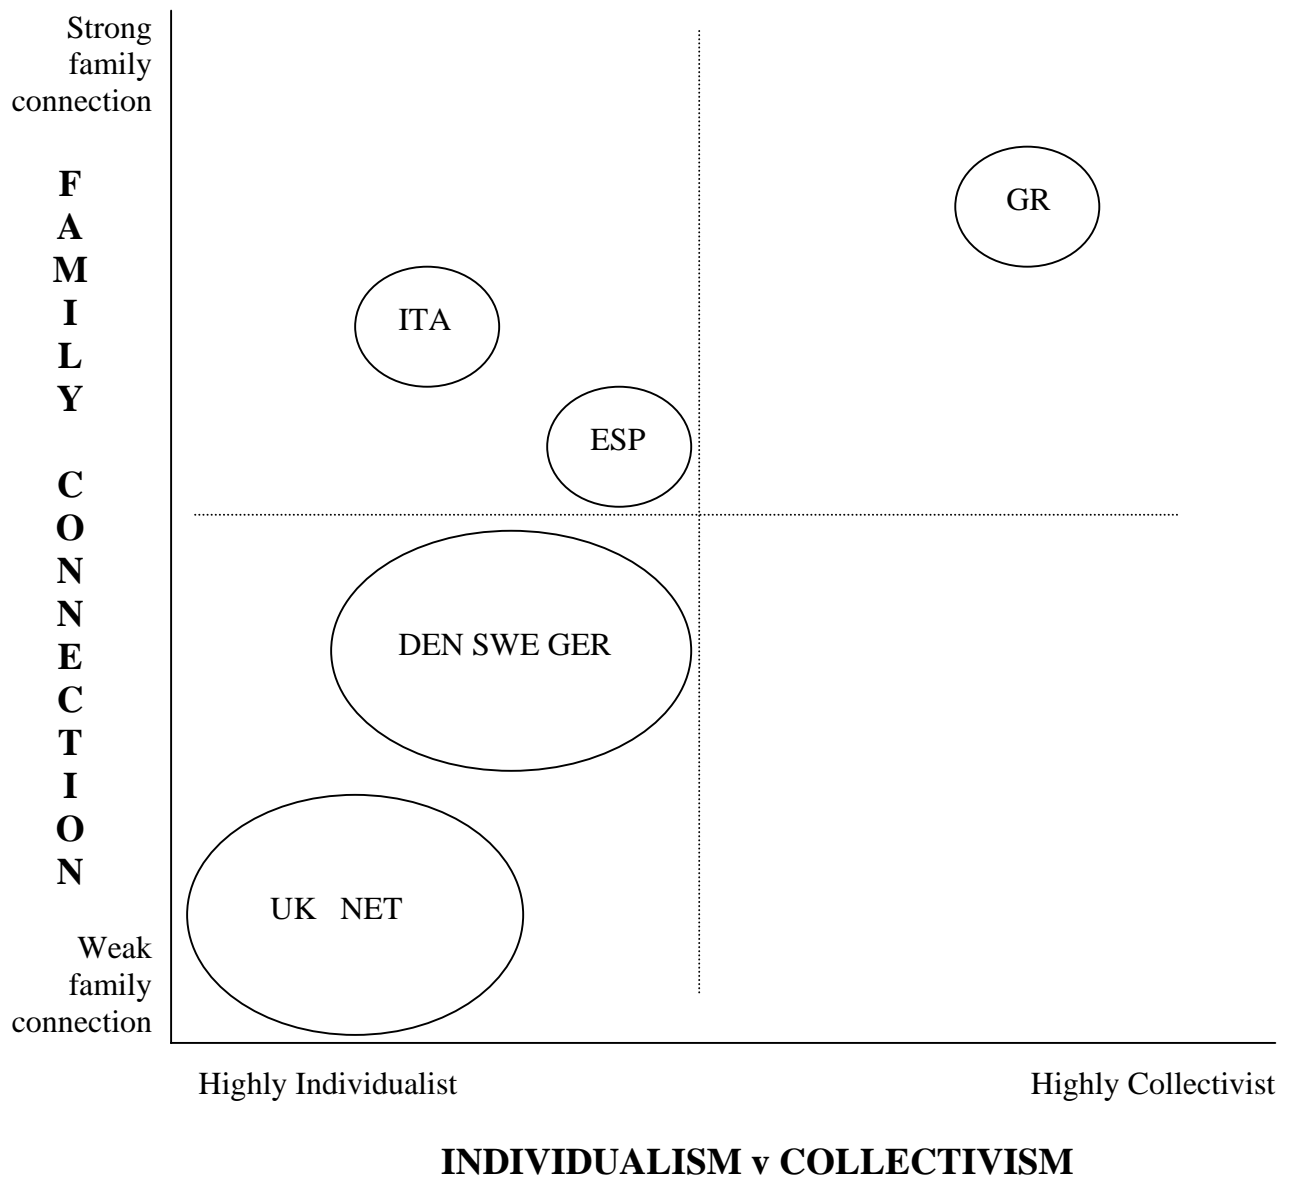 Strong
family
connection
F
A
M
I
L
Y
C
O
N
N
E
C
T
I
O
N
Weak
family
connection
GR
ITA
ESP
DEN SWE GER
UK NET
Highly Individualist
Highly Collectivist
INDIVIDUALISM v COLLECTIVISM